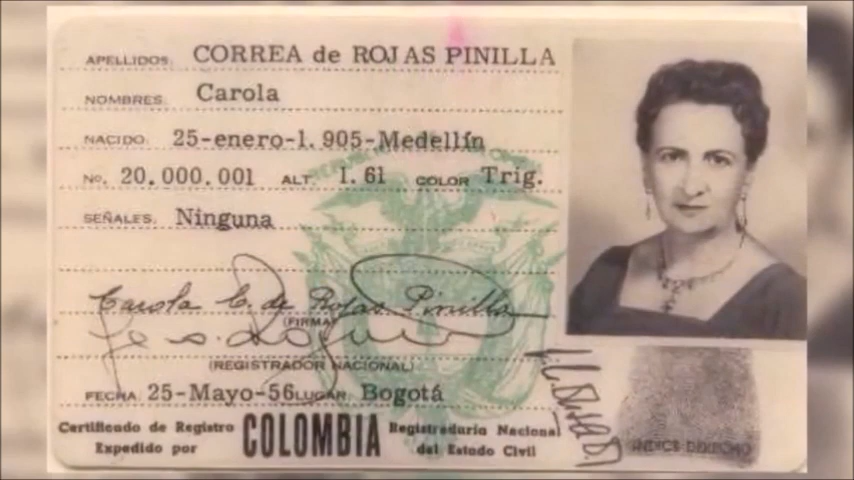 APELLIDOS: CORREA de ROJAS PINILLA
NOMBRES: Carola
NACIDO: 25-enero-1.905-Medellín
No. 20.000.001 ALT. 1.61 COLOR Trig.
SEÑALES. Ninguna
Carola C. de Rojas Pinilla
(FIRMA)
(REGISTRADOR NACIONAL)
FECHA 25-Mayo-56 LUGAR. Bogotá
Certificado de Registro
Expedido por
COLOMBIA
Registraduría Nacional
del Estado Civil
INDICE DERECHO